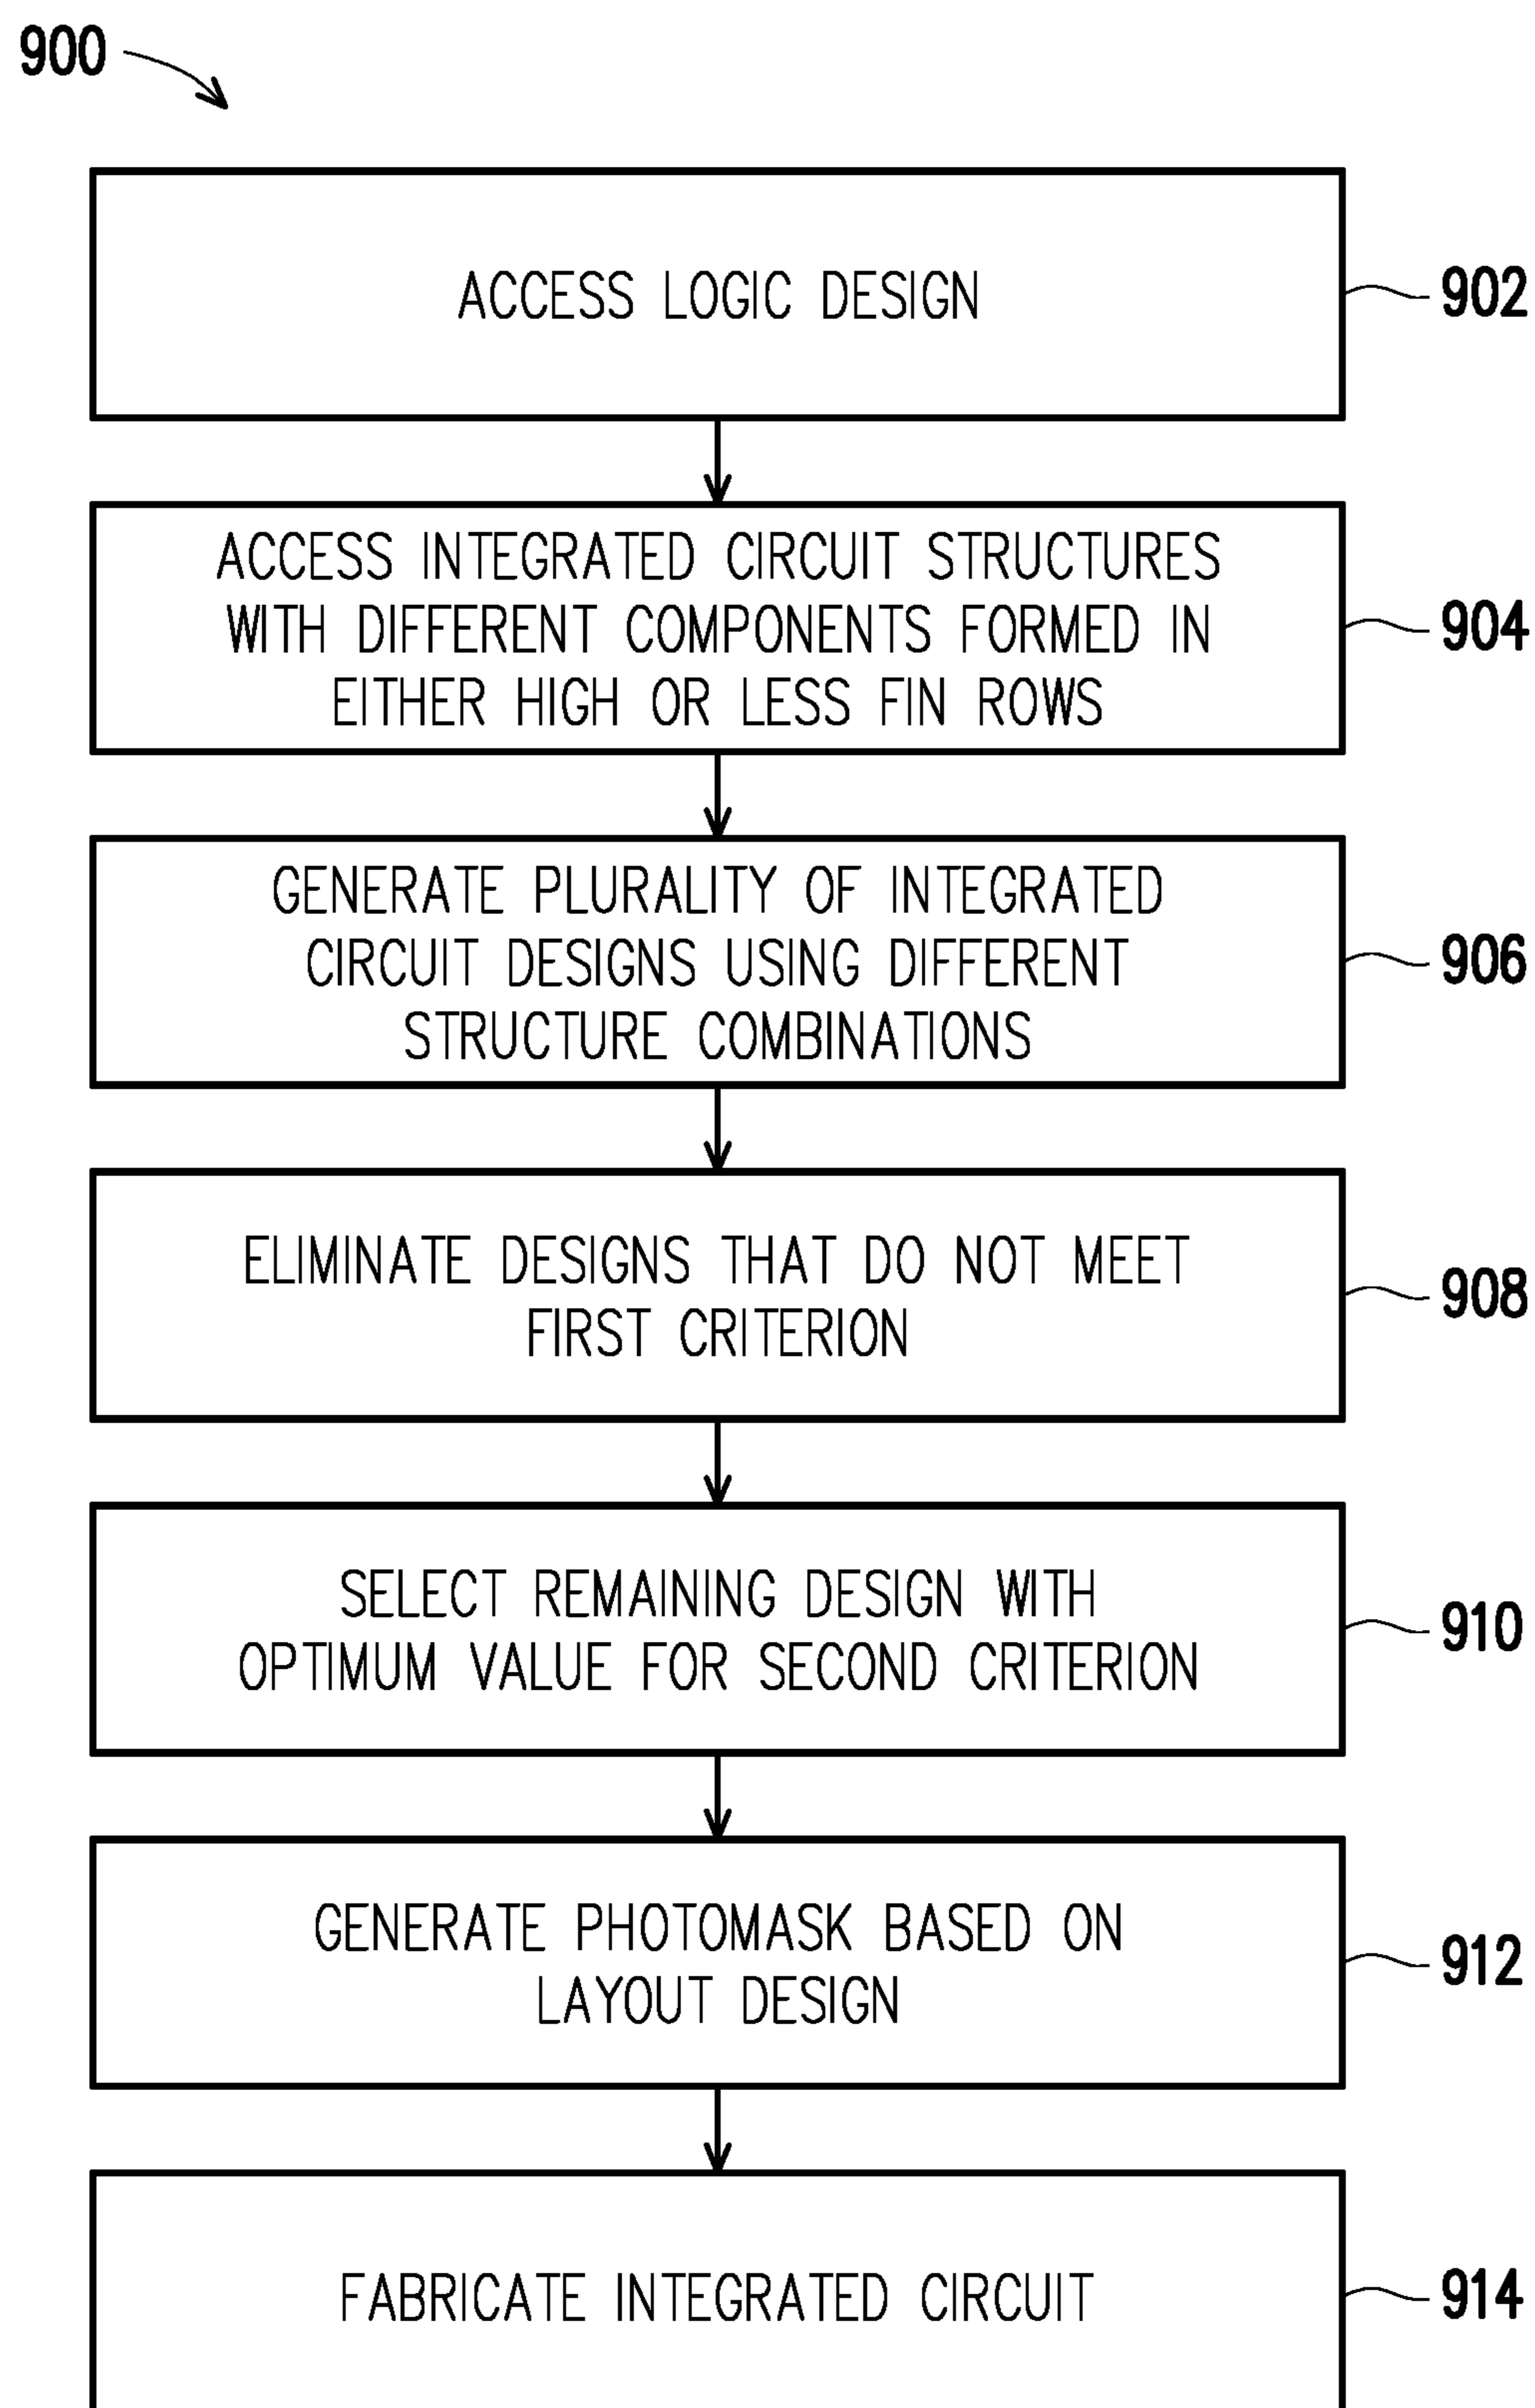 900
ACCESS LOGIC DESIGN
902
ACCESS INTEGRATED CIRCUIT STRUCTURES
WITH DIFFERENT COMPONENTS FORMED IN
EITHER HIGH OR LESS FIN ROWS
904
GENERATE PLURALITY OF INTEGRATED
CIRCUIT DESIGNS USING DIFFERENT
STRUCTURE COMBINATIONS
906
ELIMINATE DESIGNS THAT DO NOT MEET
FIRST CRITERION
908
SELECT REMAINING DESIGN WITH
OPTIMUM VALUE FOR SECOND CRITERION
910
GENERATE PHOTOMASK BASED ON
LAYOUT DESIGN
912
FABRICATE INTEGRATED CIRCUIT
914